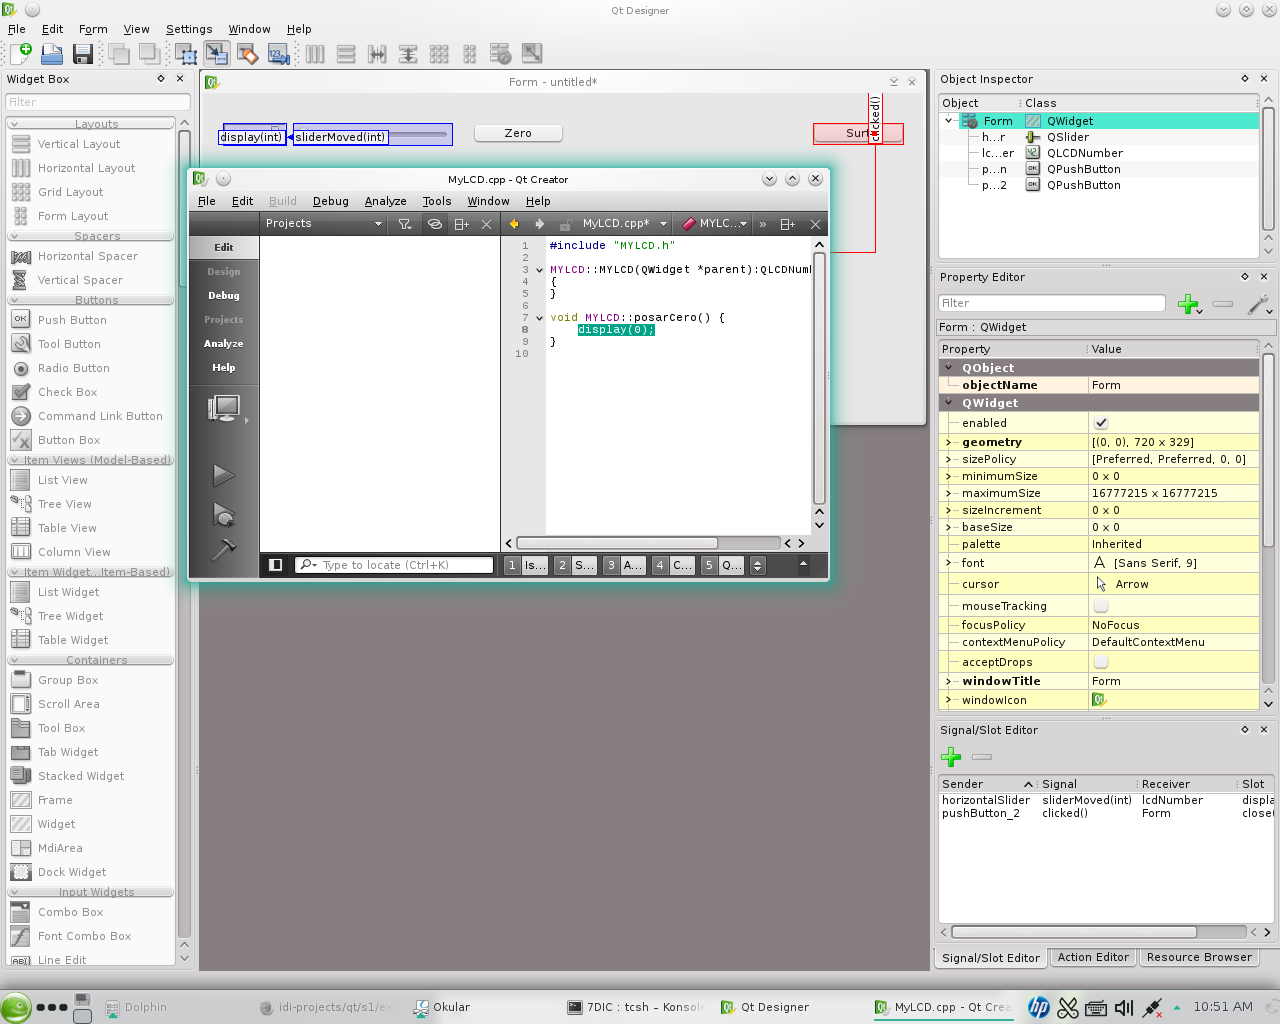 Qt Designer
File Edit Form View Settings Window Help
Widget Box
Filter
Layouts
Vertical Layout
Horizontal Layout
Grid Layout
Form Layout
Spacers
Horizontal Spacer
Vertical Spacer
Buttons
Push Button
Tool Button
Radio Button
Check Box
Command Link Button
Button Box
Item Views (Model-Based)
List View
Tree View
Table View
Column View
Item Widget...Item-Based)
List Widget
Tree Widget
Table Widget
Containers
Group Box
Scroll Area
Tool Box
Tab Widget
Stacked Widget
Frame
Widget
MdiArea
Dock Widget
Input Widgets
Combo Box
Font Combo Box
Line Edit
Form - untitled*
display(int) sliderMoved(int) Zero clicked()
MyLCD.cpp - Qt Creator
File Edit Build Debug Analyze Tools Window Help
Projects MyLCD.cpp* MYLC...
Edit
Design
Debug
Projects
Analyze
Help
1 #include "MYLCD.h"
2
3 MYLCD::MYLCD(QWidget *parent):QLCDNum
4 {
5 }
6
7 void MYLCD::posarCero() {
8 display(0);
9 }
10
Type to locate (Ctrl+K) 1 Is... 2 S... 3 A... 4 C... 5 Q...
Object Inspector
Object Class
Form QWidget
h...r QSlider
lc...er QLCDNumber
p...n QPushButton
p...2 QPushButton
Property Editor
Filter
Form : QWidget
Property Value
QObject
objectName Form
QWidget
enabled
geometry [(0, 0), 720 x 329]
sizePolicy [Preferred, Preferred, 0, 0]
minimumSize 0 x 0
maximumSize 16777215 x 16777215
sizeIncrement 0 x 0
baseSize 0 x 0
palette Inherited
font A [Sans Serif, 9]
cursor Arrow
mouseTracking
focusPolicy NoFocus
contextMenuPolicy DefaultContextMenu
acceptDrops
windowTitle Form
windowIcon
Signal/Slot Editor
Sender Signal Receiver Slot
horizontalSlider sliderMoved(int) lcdNumber displa
pushButton_2 clicked() Form close(
Signal/Slot Editor Action Editor Resource Browser
Dolphin idi-projects/qt/s1/ex Okular 7DIC : tcsh – Konsole Qt Designer MyLCD.cpp - Qt Crea 10:51 AM